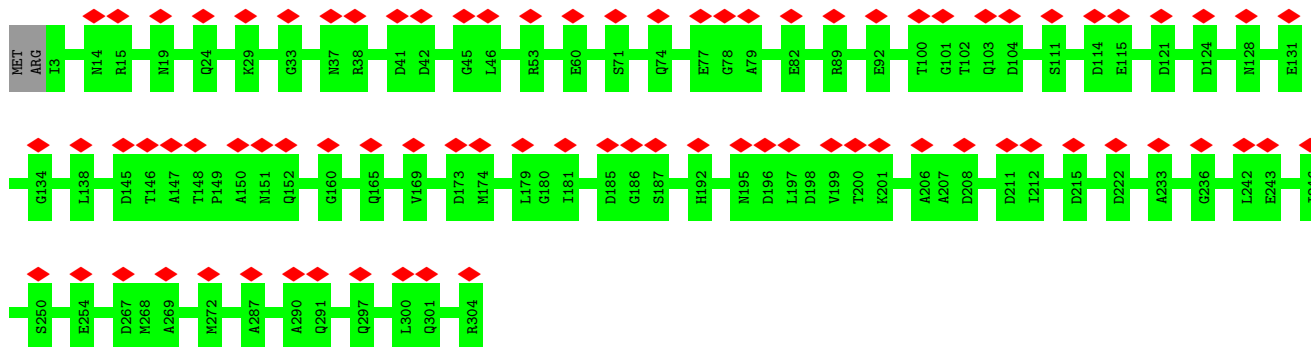 MET ARG I3 N14 R15 N19 Q24 K29 G33 N37 R38 D41 D42 G45 L46 R53 E60 S71 Q74 E77 G78 A79 E82 R89 E92 T100 G101 T102 Q103 D104 S111 D114 E115 D121 D124 N128 E131
G134 L138 D145 T146 A147 T148 P149 A150 N151 Q152 G160 Q165 V169 D173 M174 L179 G180 I181 D185 G186 S187 H192 N195 D196 L197 D198 V199 T200 K201 A206 A207 D208 D211 I212 D215 D222 A233 G236 L242 E243
S250 E254 D267 M268 A269 M272 A287 A290 Q291 Q297 L300 Q301 R304